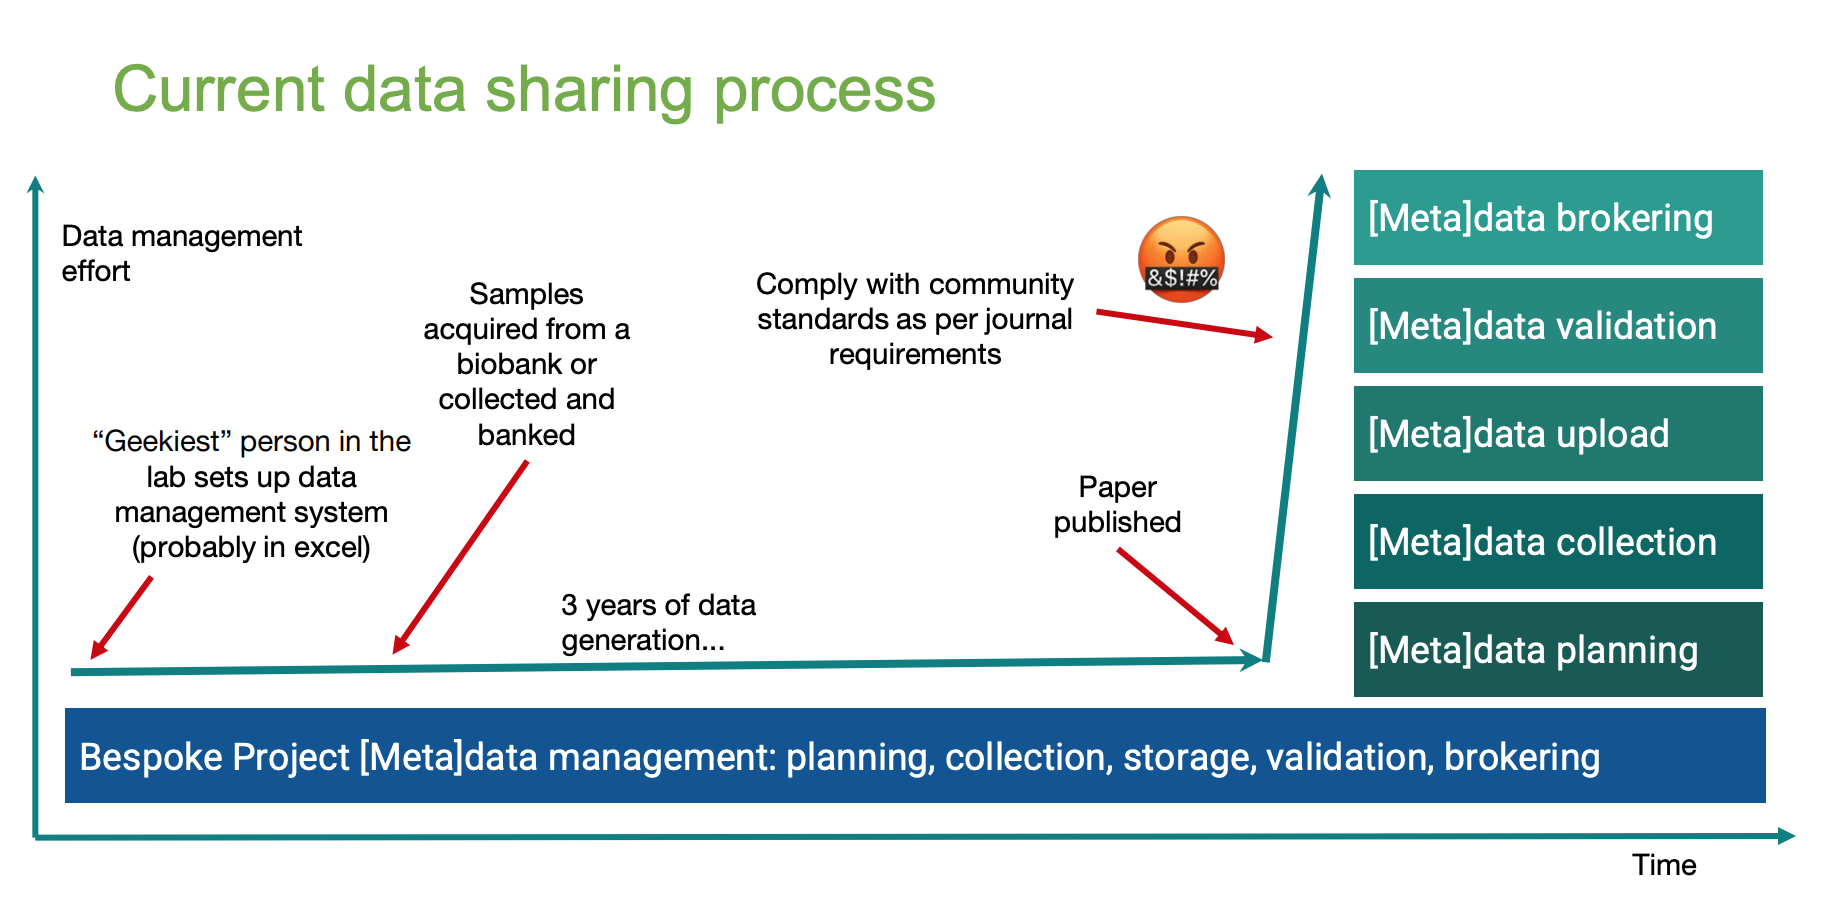 Current data sharing process
Data management
effort
“Geekiest” person in the
lab sets up data
management system
(probably in excel)
Samples
acquired from a
biobank or
collected and
banked
3 years of data
generation...
Comply with community
standards as per journal
requirements
&$!#%
Paper
published
[Meta]data brokering
[Meta]data validation
[Meta]data upload
[Meta]data collection
[Meta]data planning
Bespoke Project [Meta]data management: planning, collection, storage, validation, brokering
Time